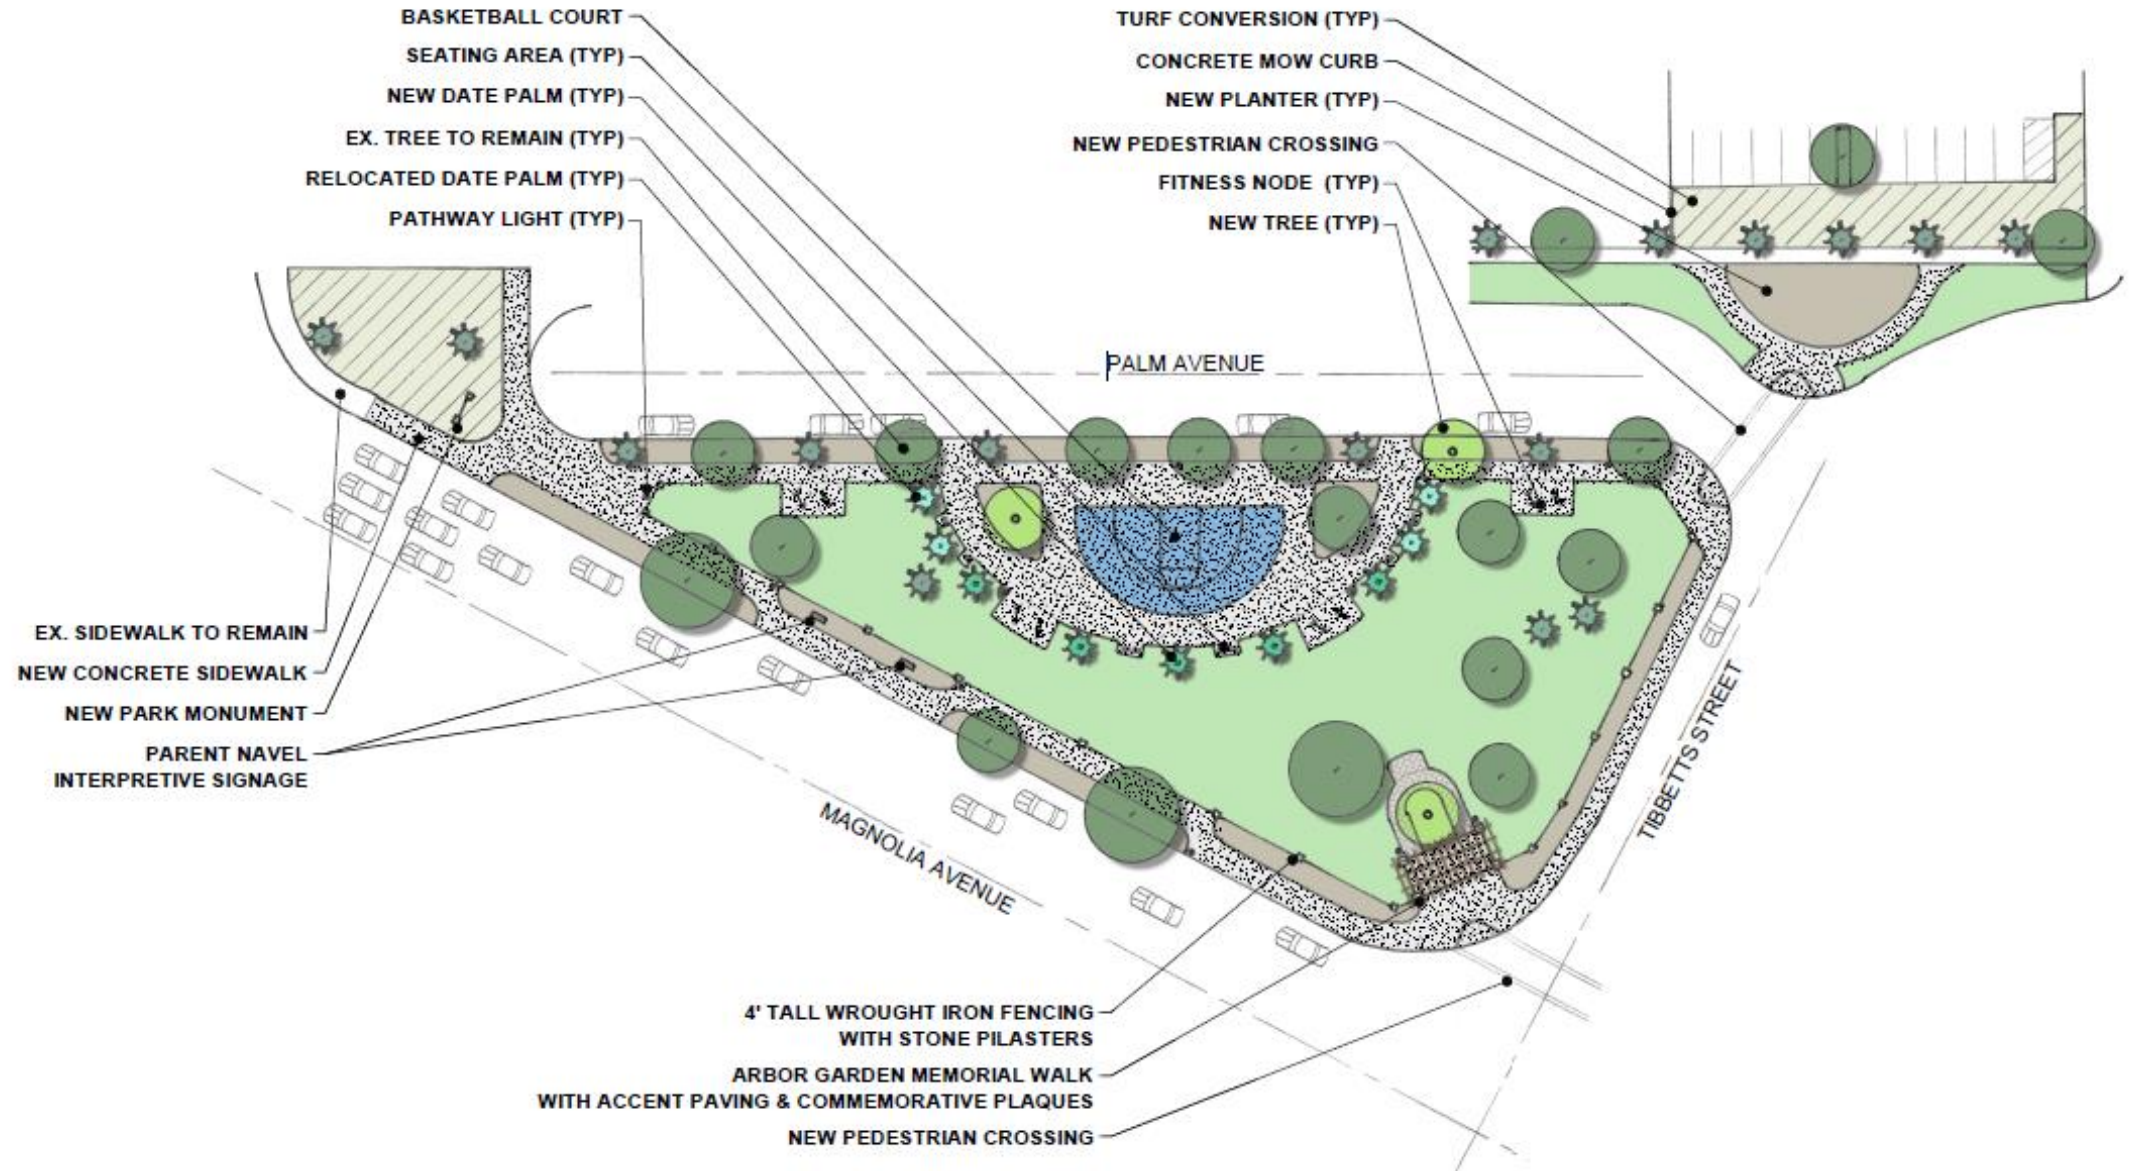 BASKETBALL COURT
SEATING AREA (TYP)
NEW DATE PALM (TYP)
EX. TREE TO REMAIN (TYP)
RELOCATED DATE PALM (TYP)
PATHWAY LIGHT (TYP)
TURF CONVERSION (TYP)
CONCRETE MOW CURB
NEW PLANTER (TYP)
NEW PEDESTRIAN CROSSING
FITNESS NODE (TYP)
NEW TREE (TYP)
PALM AVENUE
EX. SIDEWALK TO REMAIN
NEW CONCRETE SIDEWALK
NEW PARK MONUMENT
PARENT NAVEL
INTERPRETIVE SIGNAGE
MAGNOLIA AVENUE
TIBBETTS STREET
4' TALL WROUGHT IRON FENCING
WITH STONE PILASTERS
ARBOR GARDEN MEMORIAL WALK
WITH ACCENT PAVING & COMMEMORATIVE PLAQUES
NEW PEDESTRIAN CROSSING